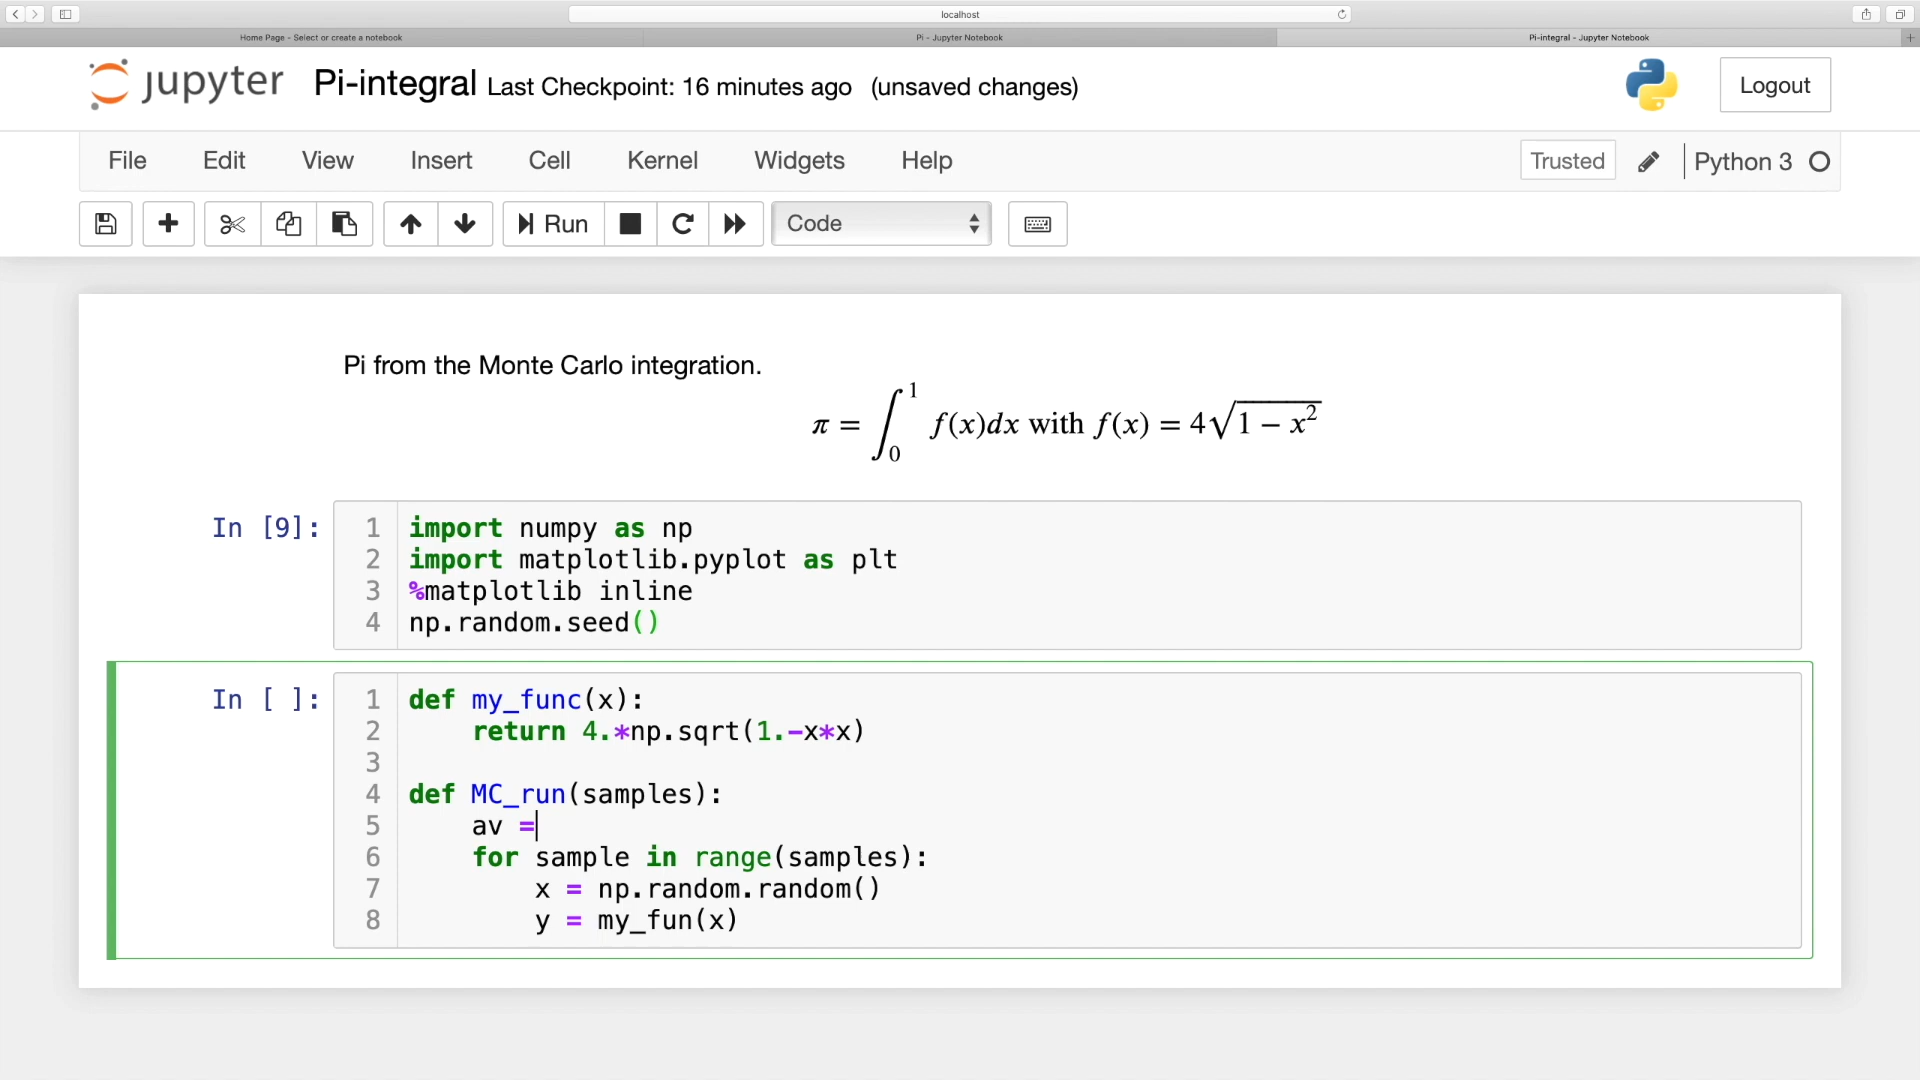 localhost
Home Page - Select or create a notebook
Pi - Jupyter Notebook
Pi-integral - Jupyter Notebook
jupyter Pi-integral Last Checkpoint: 16 minutes ago (unsaved changes)
Logout
File Edit View Insert Cell Kernel Widgets Help
Trusted
Python 3
Run
Code
Pi from the Monte Carlo integration.
π = ∫₀¹ f(x)dx with f(x) = 4√(1 − x²)
In [9]:
1 import numpy as np
2 import matplotlib.pyplot as plt
3 %matplotlib inline
4 np.random.seed()
In [ ]:
1 def my_func(x):
2     return 4.*np.sqrt(1.-x*x)
3
4 def MC_run(samples):
5     av =
6     for sample in range(samples):
7         x = np.random.random()
8         y = my_fun(x)